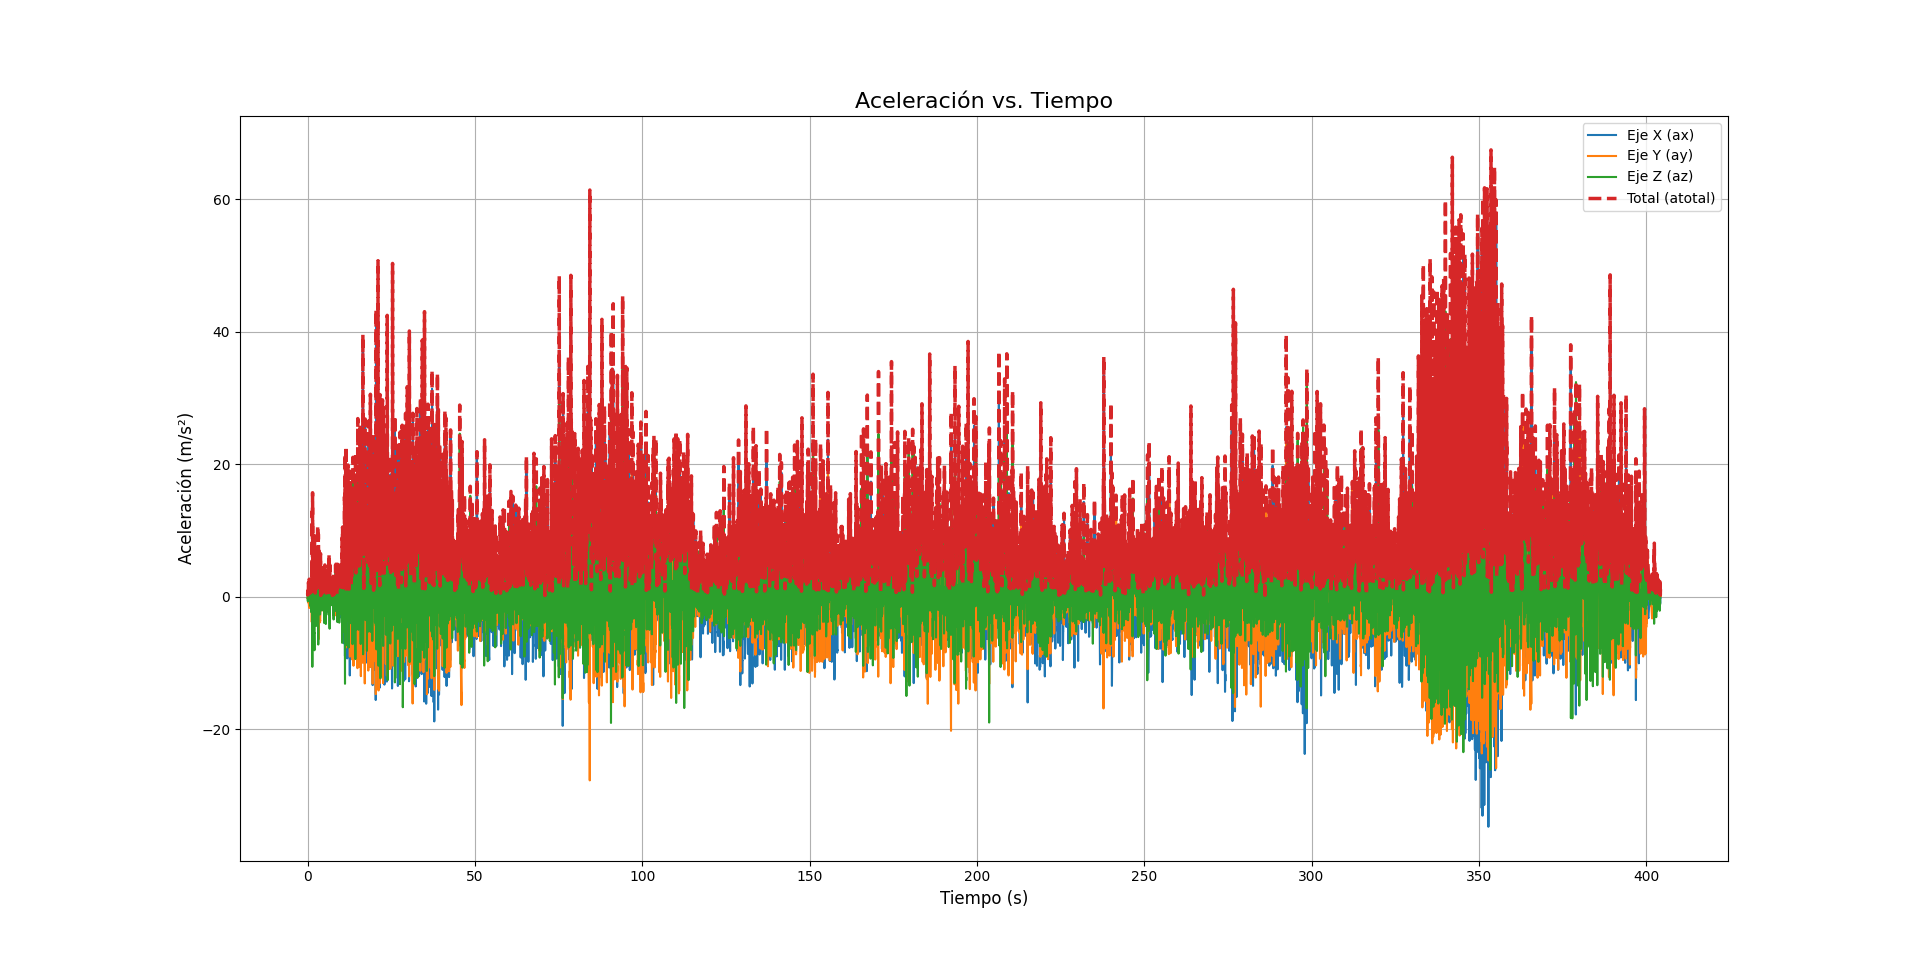 Aceleración vs. Tiempo
Eje X (ax)
Eje Y (ay)
Eje Z (az)
Total (atotal)
Aceleración (m/s²)
60
40
20
0
−20
0
50
100
150
200
250
300
350
400
Tiempo (s)